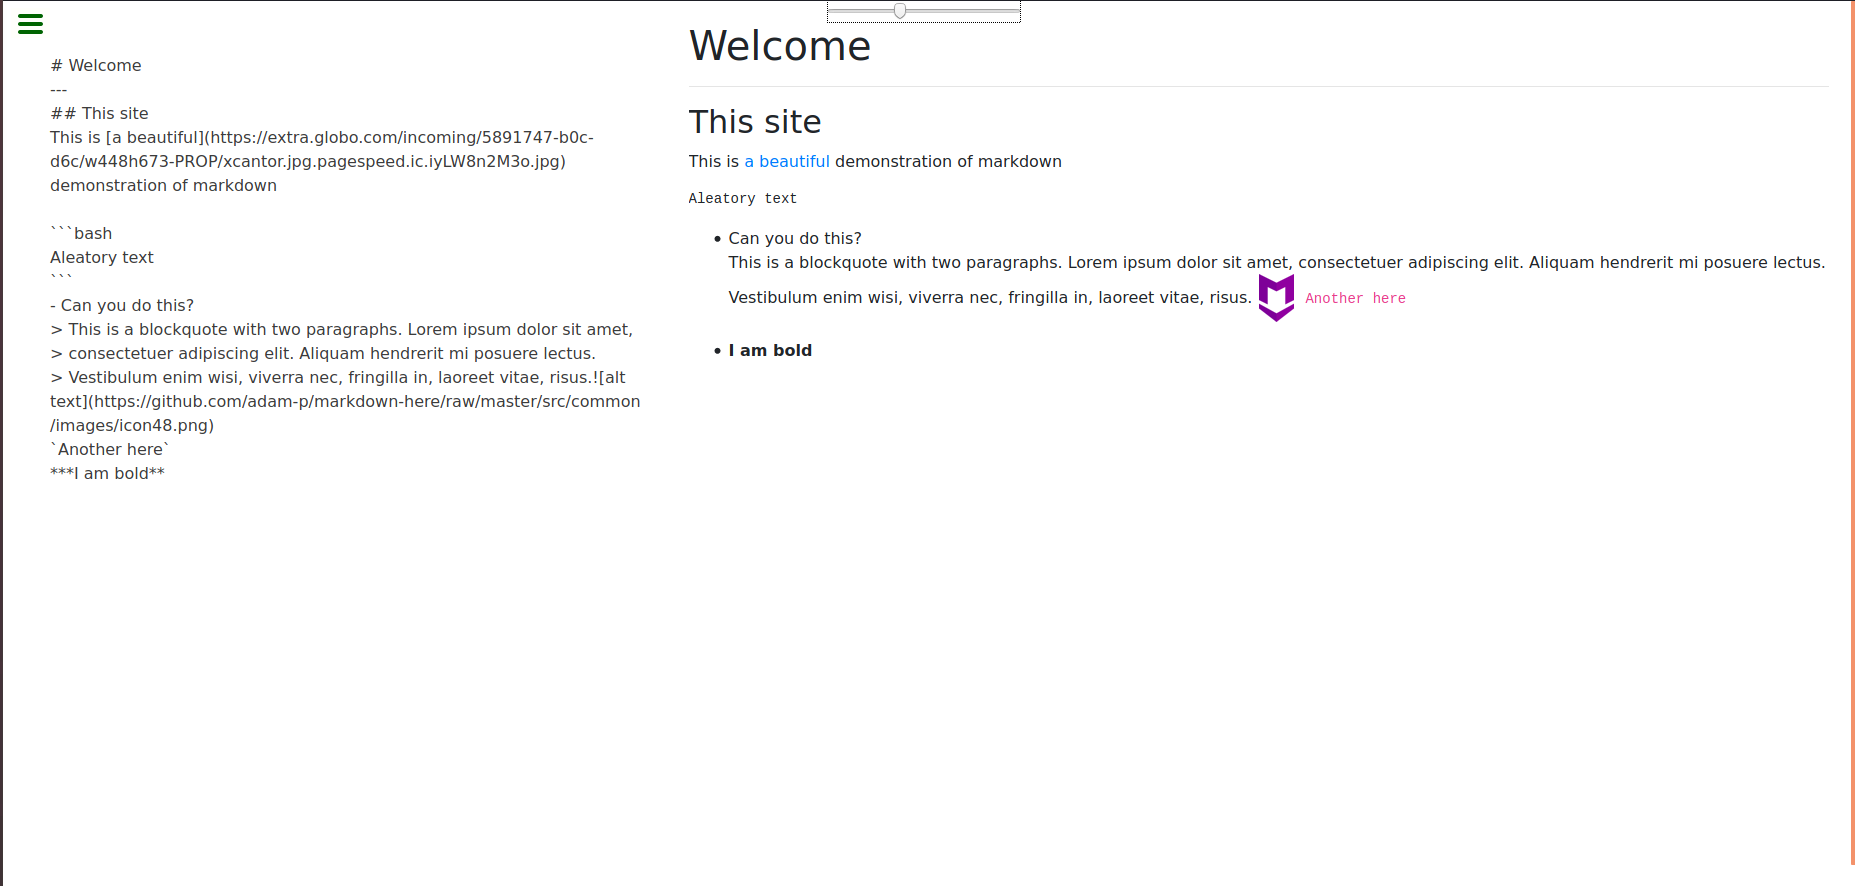 # Welcome
---
## This site
This is [a beautiful](https://extra.globo.com/incoming/5891747-b0c-
d6c/w448h673-PROP/xcantor.jpg.pagespeed.ic.iyLW8n2M3o.jpg)
demonstration of markdown
```bash
Aleatory text
```
- Can you do this?
> This is a blockquote with two paragraphs. Lorem ipsum dolor sit amet,
> consectetuer adipiscing elit. Aliquam hendrerit mi posuere lectus.
> Vestibulum enim wisi, viverra nec, fringilla in, laoreet vitae, risus.![alt
text](https://github.com/adam-p/markdown-here/raw/master/src/common
/images/icon48.png)
`Another here`
***I am bold**
Welcome
This site
This is a beautiful demonstration of markdown
Aleatory text
• Can you do this?
This is a blockquote with two paragraphs. Lorem ipsum dolor sit amet, consectetuer adipiscing elit. Aliquam hendrerit mi posuere lectus.
Vestibulum enim wisi, viverra nec, fringilla in, laoreet vitae, risus. Another here
• I am bold